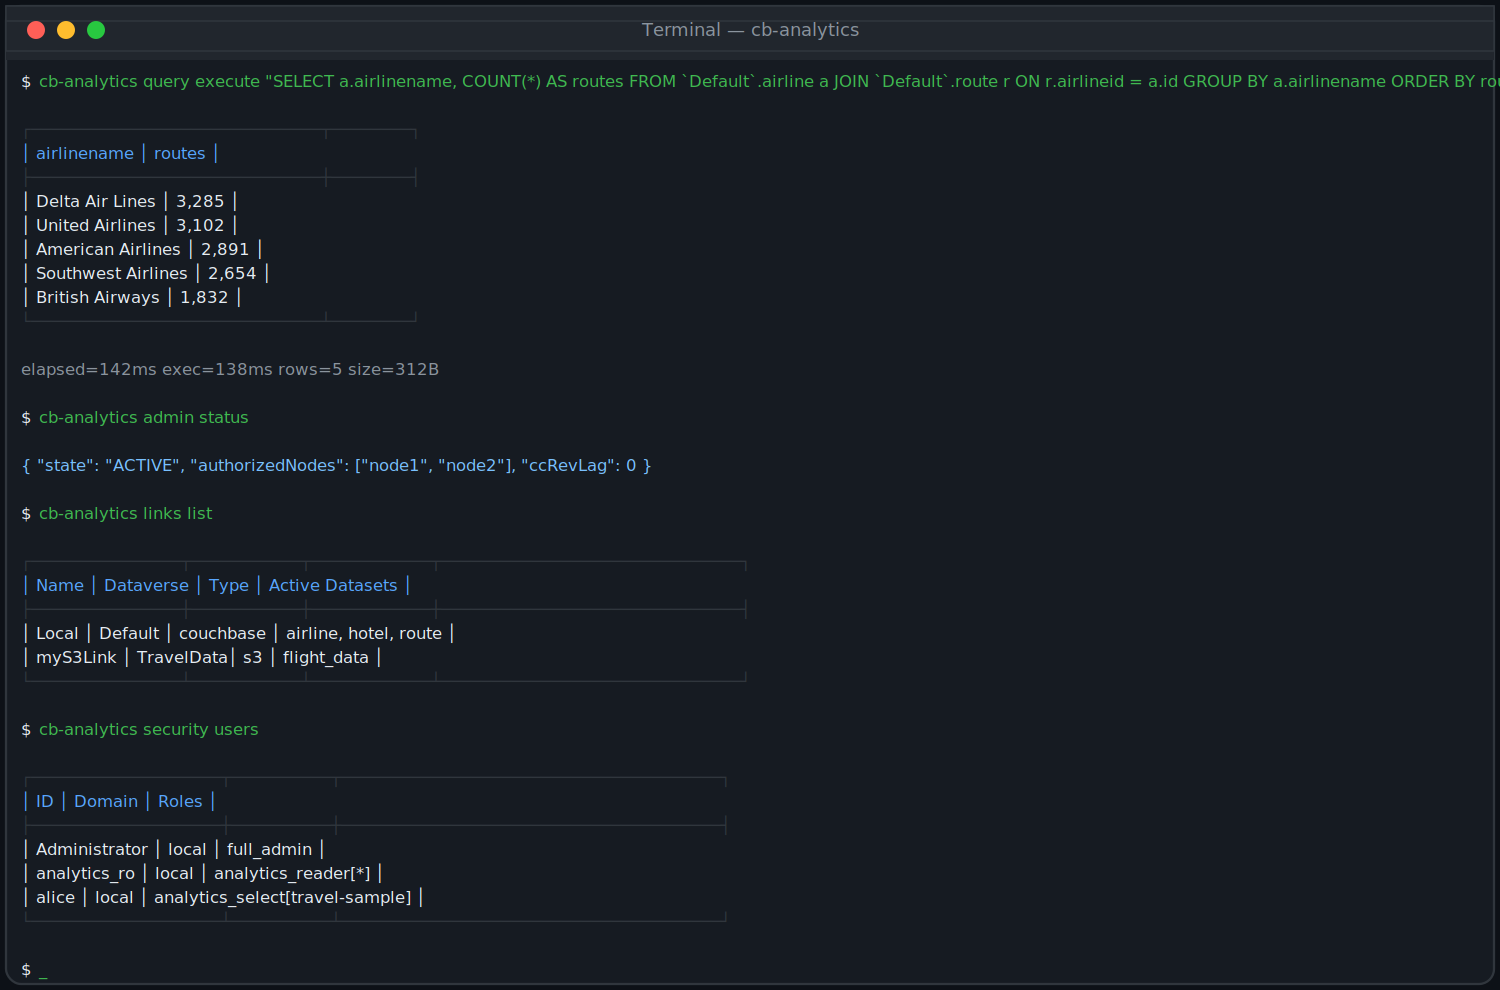 Terminal — cb-analytics
$ cb-analytics query execute "SELECT a.airlinename, COUNT(*) AS routes FROM `Default`.airline a JOIN `Default`.route r ON r.airlineid = a.id GROUP BY a.airlinename ORDER BY rou
│ airlinename │ routes │
│ Delta Air Lines │ 3,285 │
│ United Airlines │ 3,102 │
│ American Airlines │ 2,891 │
│ Southwest Airlines │ 2,654 │
│ British Airways │ 1,832 │
elapsed=142ms exec=138ms rows=5 size=312B
$ cb-analytics admin status
{ "state": "ACTIVE", "authorizedNodes": ["node1", "node2"], "ccRevLag": 0 }
$ cb-analytics links list
│ Name │ Dataverse │ Type │ Active Datasets │
│ Local │ Default │ couchbase │ airline, hotel, route │
│ myS3Link │ TravelData│ s3 │ flight_data │
$ cb-analytics security users
│ ID │ Domain │ Roles │
│ Administrator │ local │ full_admin │
│ analytics_ro │ local │ analytics_reader[*] │
│ alice │ local │ analytics_select[travel-sample] │
$ _